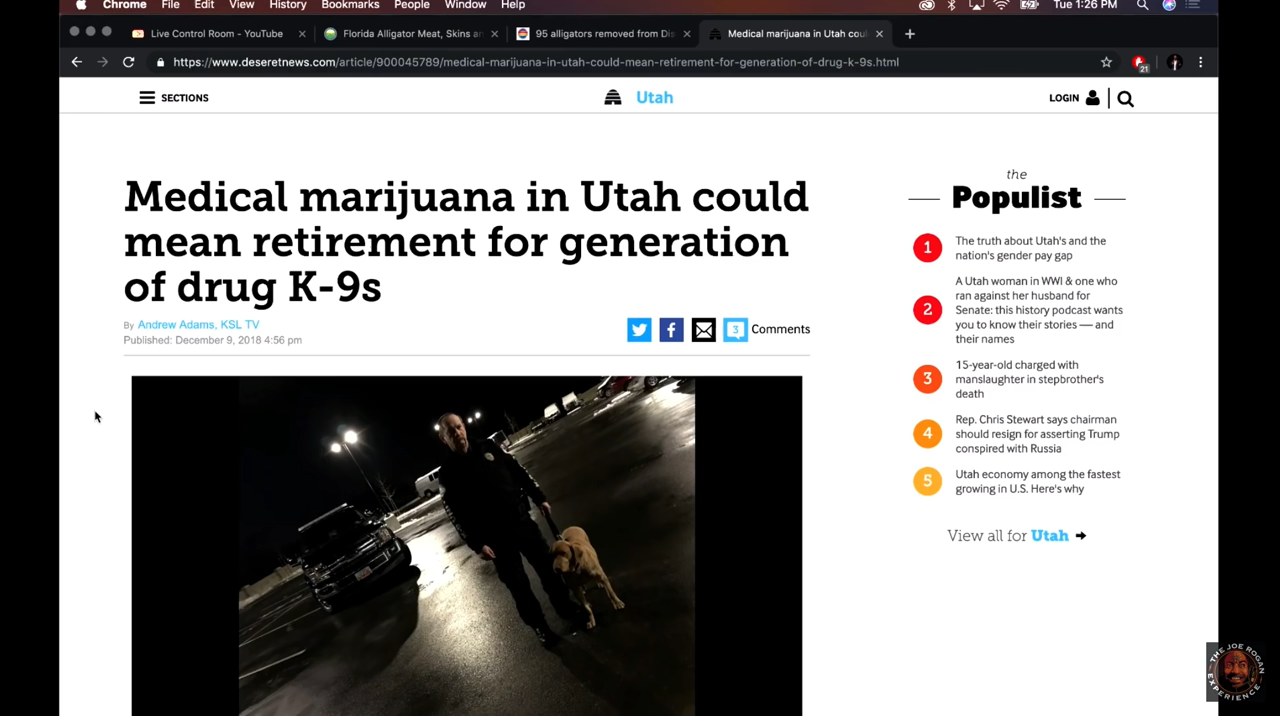 Chrome File Edit View History Bookmarks People Window Help Tue 1:26 PM
Live Control Room - YouTube
Florida Alligator Meat, Skins an
95 alligators removed from Dis
Medical marijuana in Utah coul
https://www.deseretnews.com/article/900045789/medical-marijuana-in-utah-could-mean-retirement-for-generation-of-drug-k-9s.html
21
SECTIONS
Utah
LOGIN
Medical marijuana in Utah could
mean retirement for generation
of drug K-9s
By Andrew Adams, KSL TV
Published: December 9, 2018 4:56 pm
3 Comments
the
Populist
1
The truth about Utah's and the
nation's gender pay gap
2
A Utah woman in WWI & one who
ran against her husband for
Senate: this history podcast wants
you to know their stories — and
their names
3
15-year-old charged with
manslaughter in stepbrother's
death
4
Rep. Chris Stewart says chairman
should resign for asserting Trump
conspired with Russia
5
Utah economy among the fastest
growing in U.S. Here's why
View all for Utah
THE JOE ROGAN
EXPERIENCE